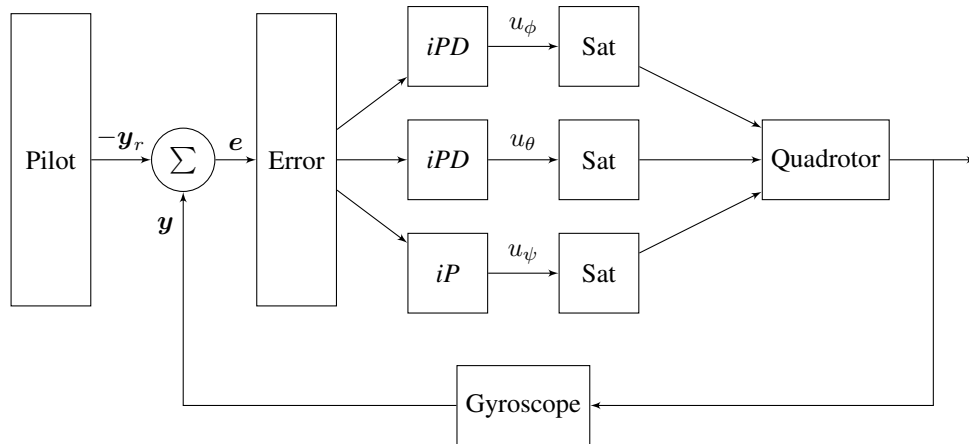 Pilot
−y_r
∑
y
e
Error
iPD
u_ϕ
Sat
iPD
u_θ
Sat
iP
u_ψ
Sat
Quadrotor
Gyroscope